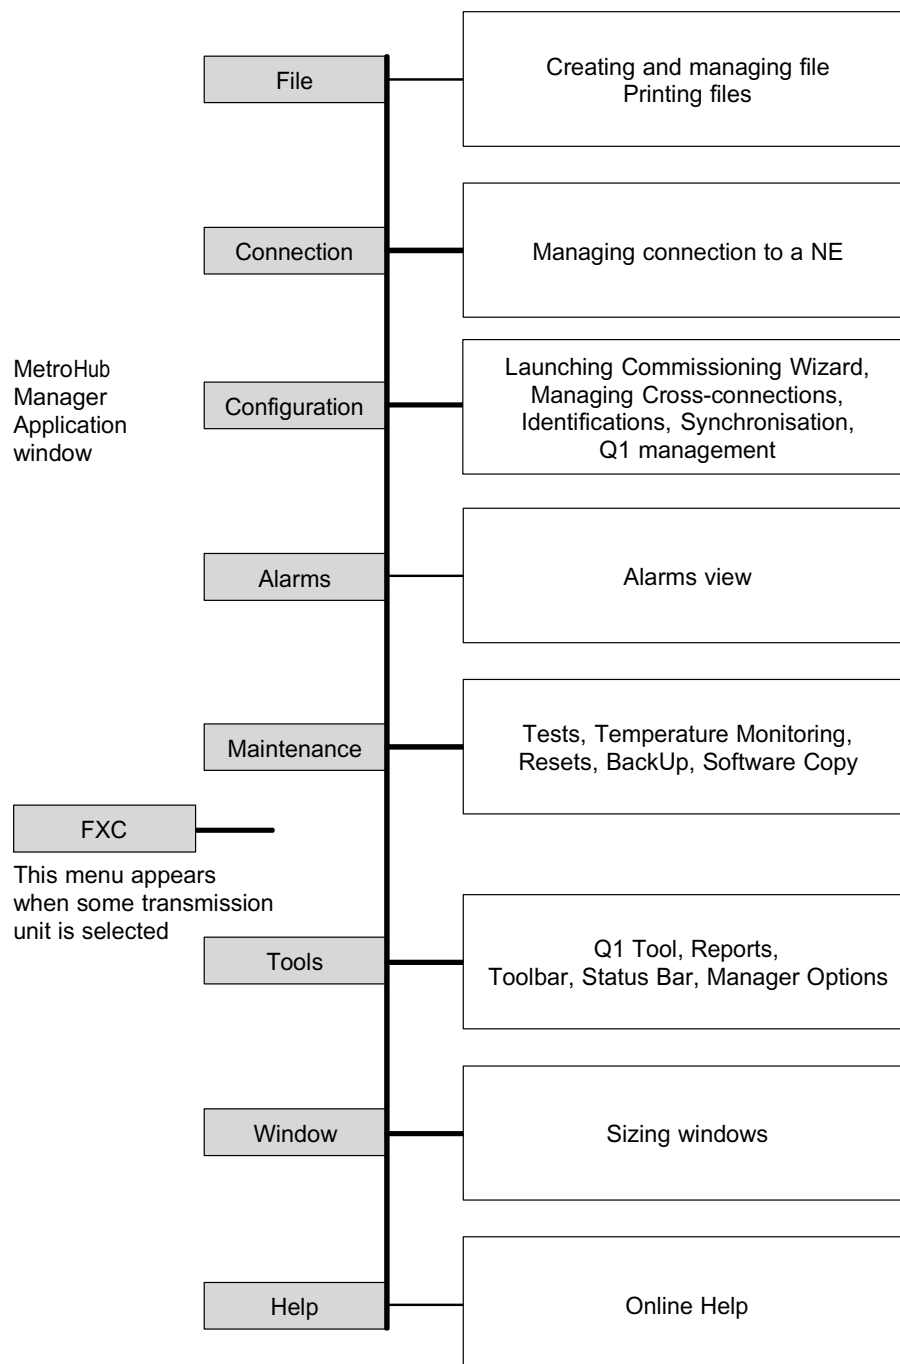 File
Creating and managing file
Printing files
Connection
Managing connection to a NE
MetroHub
Manager
Application
window
Configuration
Launching Commissioning Wizard,
Managing Cross-connections,
Identifications, Synchronisation,
Q1 management
Alarms
Alarms view
Maintenance
Tests, Temperature Monitoring,
Resets, BackUp, Software Copy
FXC
This menu appears
when some transmission
unit is selected
Tools
Q1 Tool, Reports,
Toolbar, Status Bar, Manager Options
Window
Sizing windows
Help
Online Help